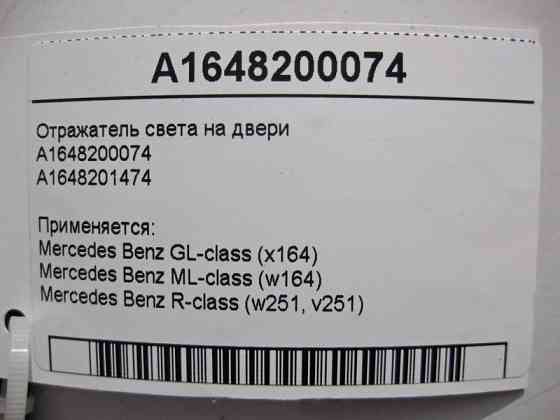 A1648200074
Отражатель света на двери
A1648200074
A1648201474
Применяется:
Mercedes Benz GL-class (x164)
Mercedes Benz ML-class (w164)
Mercedes Benz R-class (w251, v251)